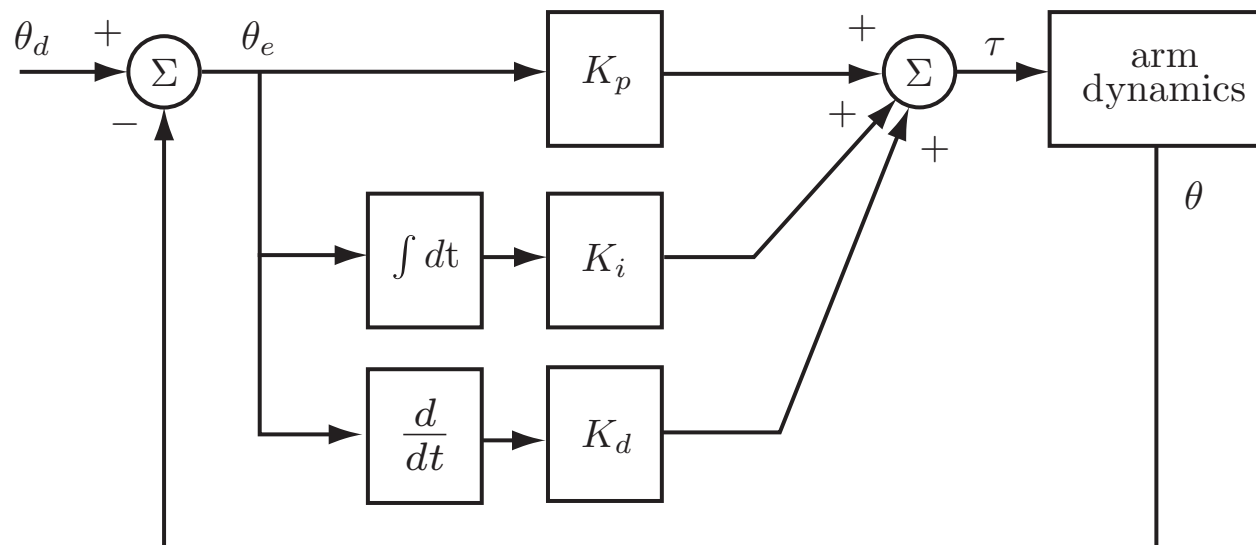 θ_d
+
Σ
−
θ_e
K_p
+
Σ
+
+
τ
arm
dynamics
θ
∫ dt
K_i
d
dt
K_d